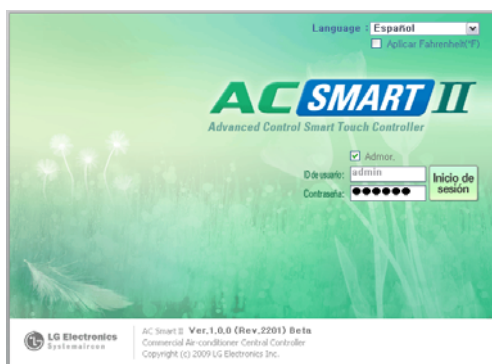 Language : Español
Aplicar Fahrenheit(°F)
AC SMART II
Advanced Control Smart Touch Controller
Admor.
ID de usuario: admin
Contraseña: ●●●●●●
Inicio de sesión
LG Electronics
Systemaircon
AC Smart II Ver.1.0.0 (Rev.2201) Beta
Commercial Air-conditioner Central Controller
Copyright (c) 2009 LG Electronics Inc.